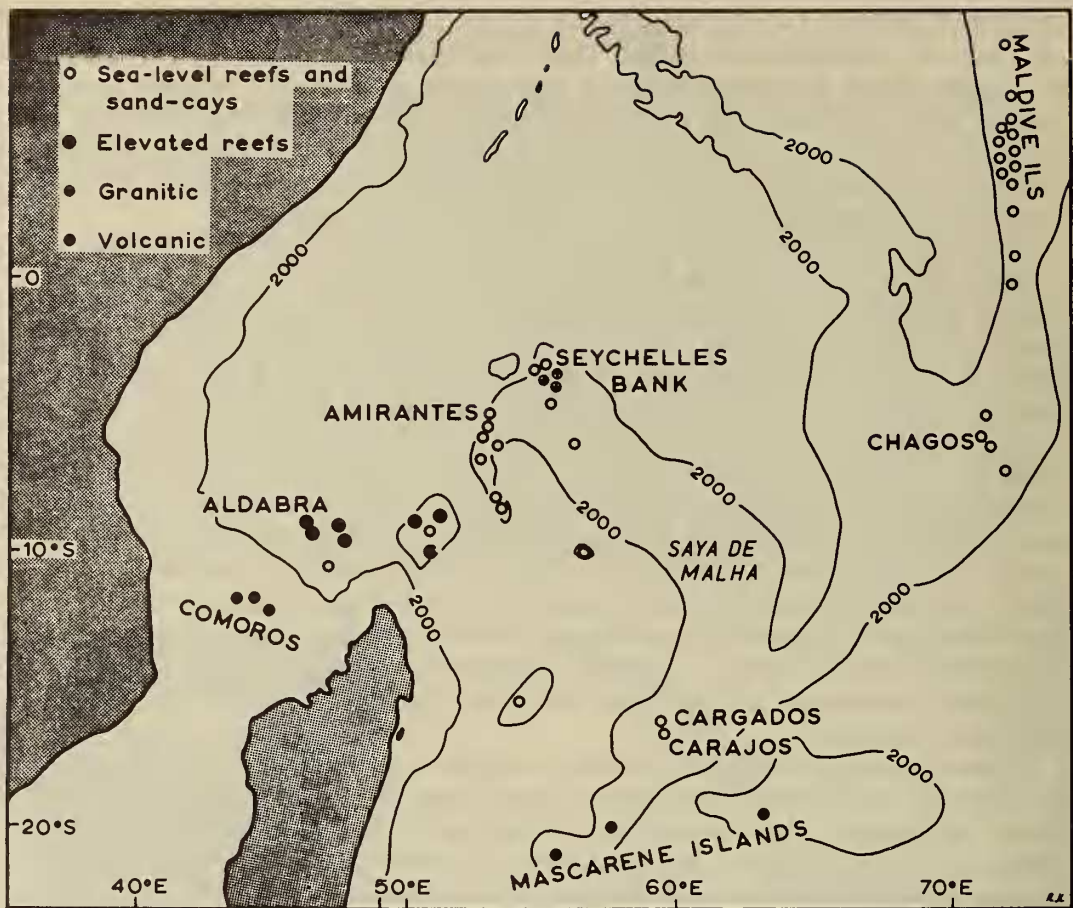 Sea-level reefs and
sand-cays
Elevated reefs
Granitic
Volcanic
MALDIVE ILS
2000
2000
2000
2000
0
SEYCHELLES
BANK
AMIRANTES
CHAGOS
2000
ALDABRA
2000
10°S
SAYA DE
MALHA
2000
2000
COMOROS
CARGADOS
CARAJOS
2000
20°S
MASCARENE ISLANDS
40°E
50°E
60°E
70°E